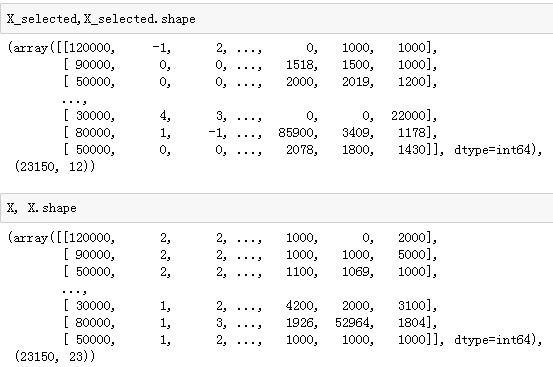 X_selected,X_selected.shape
(array([[120000, -1, 2, ..., 0, 1000, 1000],
[ 90000, 0, 0, ..., 1518, 1500, 1000],
[ 50000, 0, 0, ..., 2000, 2019, 1200],
...,
[ 30000, 4, 3, ..., 0, 0, 22000],
[ 80000, 1, -1, ..., 85900, 3409, 1178],
[ 50000, 0, 0, ..., 2078, 1800, 1430]], dtype=int64),
(23150, 12))
X, X.shape
(array([[120000, 2, 2, ..., 1000, 0, 2000],
[ 90000, 2, 2, ..., 1000, 1000, 5000],
[ 50000, 2, 2, ..., 1100, 1069, 1000],
...,
[ 30000, 1, 2, ..., 4200, 2000, 3100],
[ 80000, 1, 3, ..., 1926, 52964, 1804],
[ 50000, 1, 2, ..., 1000, 1000, 1000]], dtype=int64),
(23150, 23))